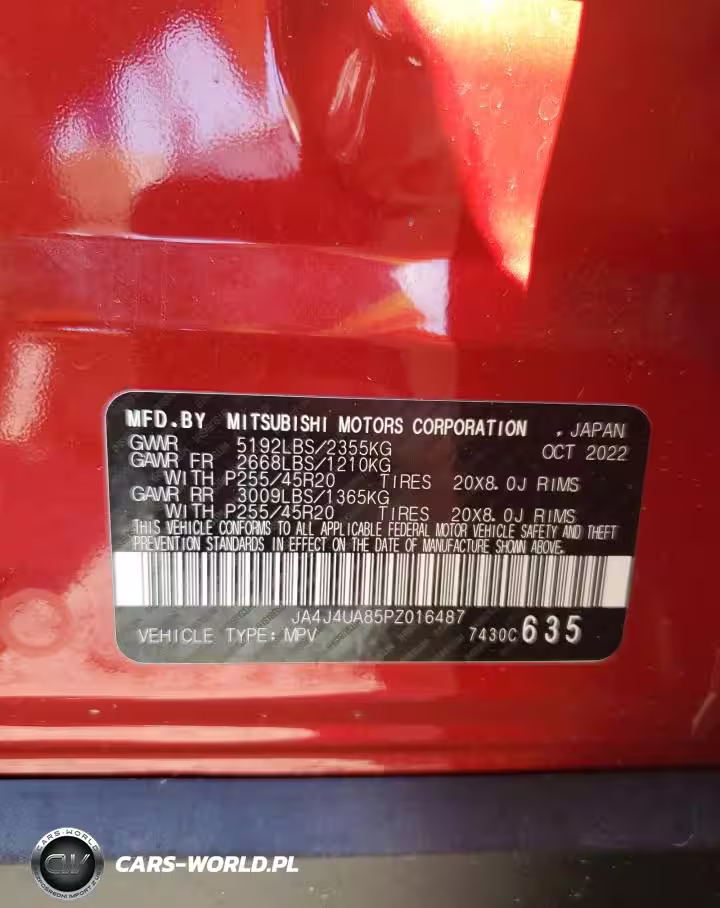 MFD.BY MITSUBISHI MOTORS CORPORATION , JAPAN
GVWR 5192LBS/2355KG OCT 2022
GAWR FR 2668LBS/1210KG
WITH P255/45R20 TIRES 20X8.0J RIMS
GAWR RR 3009LBS/1365KG
WITH P255/45R20 TIRES 20X8.0J RIMS
THIS VEHICLE CONFORMS TO ALL APPLICABLE FEDERAL MOTOR VEHICLE SAFETY AND THEFT
PREVENTION STANDARDS IN EFFECT ON THE DATE OF MANUFACTURE SHOWN ABOVE.
JA4J4UA85PZ016487
VEHICLE TYPE: MPV 7430C 635
CARS-WORLD
CW
CARS-WORLD.PL